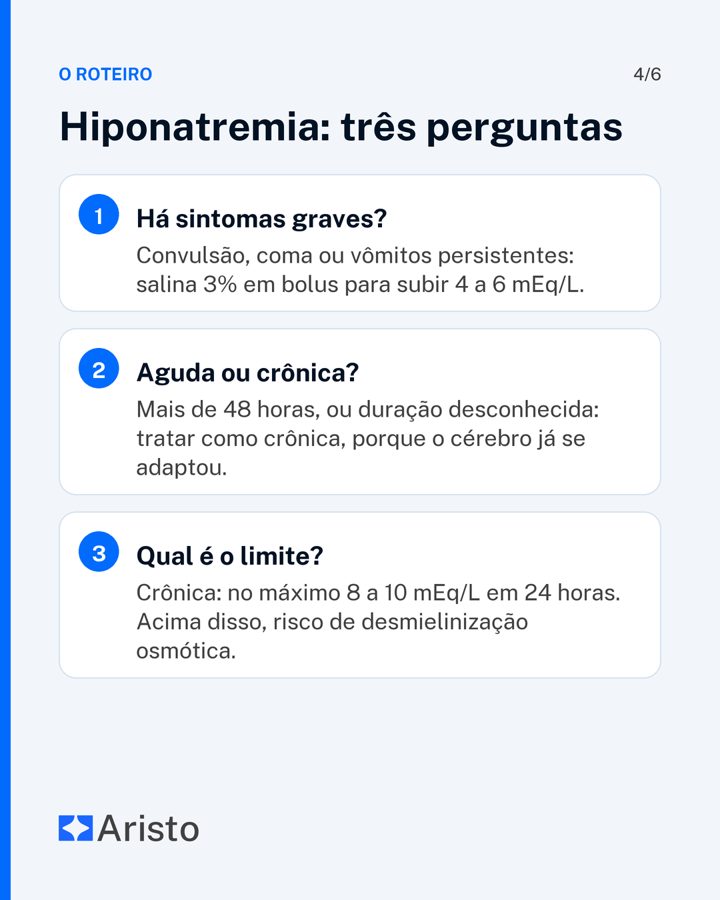 O ROTEIRO
4/6
Hiponatremia: três perguntas
1
Há sintomas graves?
Convulsão, coma ou vômitos persistentes:
salina 3% em bolus para subir 4 a 6 mEq/L.
2
Aguda ou crônica?
Mais de 48 horas, ou duração desconhecida:
tratar como crônica, porque o cérebro já se
adaptou.
3
Qual é o limite?
Crônica: no máximo 8 a 10 mEq/L em 24 horas.
Acima disso, risco de desmielinização
osmótica.
Aristo